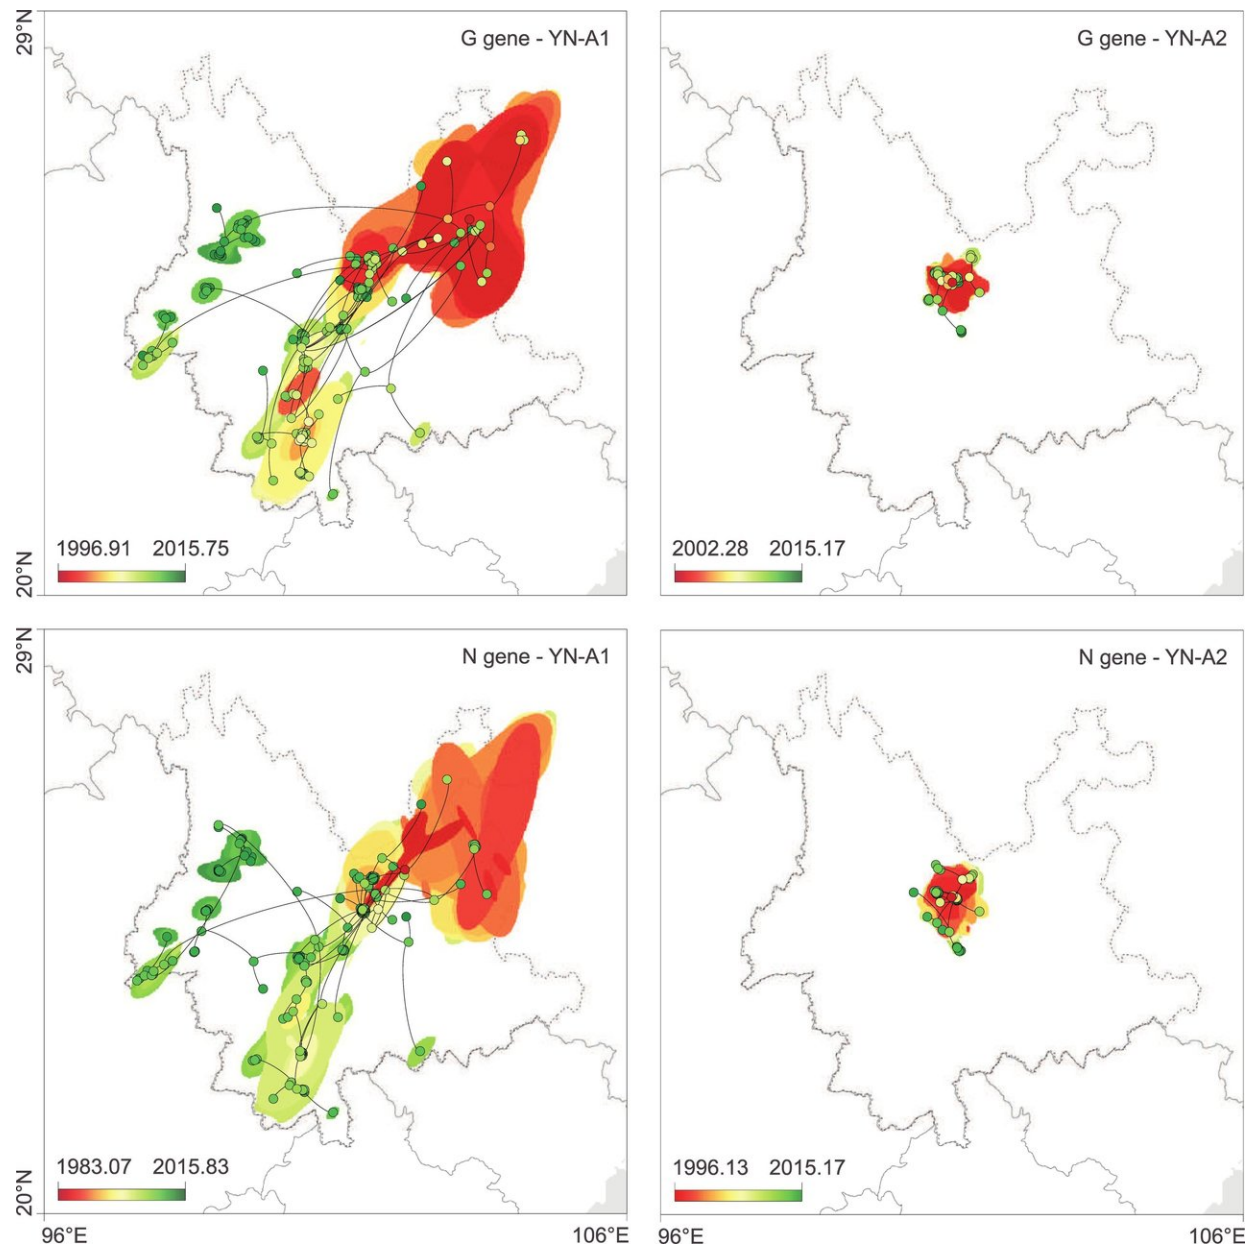 29°N
G gene - YN-A1
G gene - YN-A2
1996.91 2015.75
2002.28 2015.17
20°N
29°N
N gene - YN-A1
N gene - YN-A2
1983.07 2015.83
1996.13 2015.17
20°N
96°E 106°E 96°E 106°E